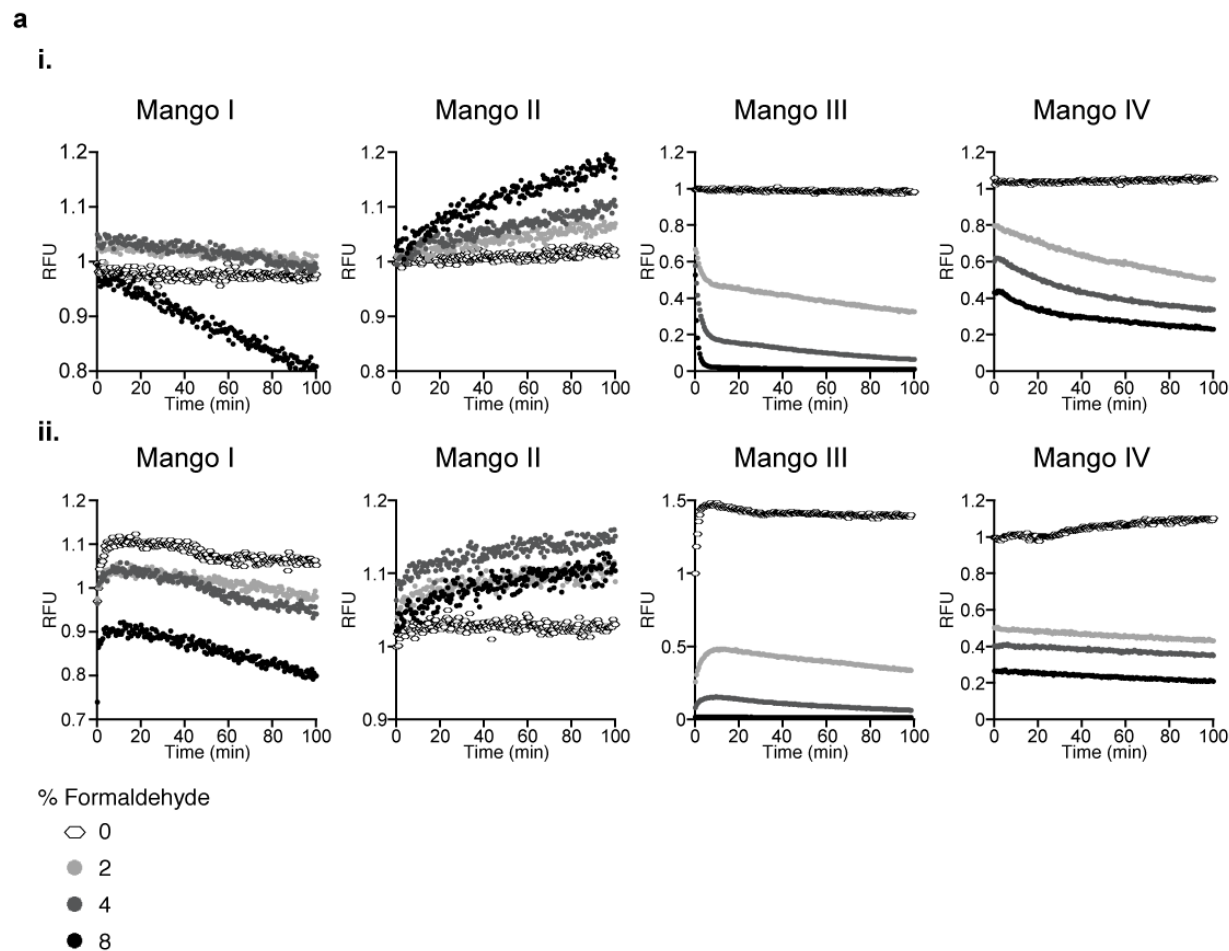 a
i.
Mango I
Mango II
Mango III
Mango IV
1.2
1.1
1
0.9
0.8
RFU
0 20 40 60 80 100
Time (min)
1.2
1.1
1
0.9
0.8
RFU
0 20 40 60 80 100
Time (min)
1.2
1
0.8
0.6
0.4
0.2
0
RFU
0 20 40 60 80 100
Time (min)
1.2
1
0.8
0.6
0.4
0.2
0
RFU
0 20 40 60 80 100
Time (min)
ii.
Mango I
Mango II
Mango III
Mango IV
1.2
1.1
1
0.9
0.8
0.7
RFU
0 20 40 60 80 100
Time (min)
1.2
1.1
1
0.9
RFU
0 20 40 60 80 100
Time (min)
1.5
1
0.5
0
RFU
0 20 40 60 80 100
Time (min)
1.2
1
0.8
0.6
0.4
0.2
0
RFU
0 20 40 60 80 100
Time (min)
% Formaldehyde
0
2
4
8